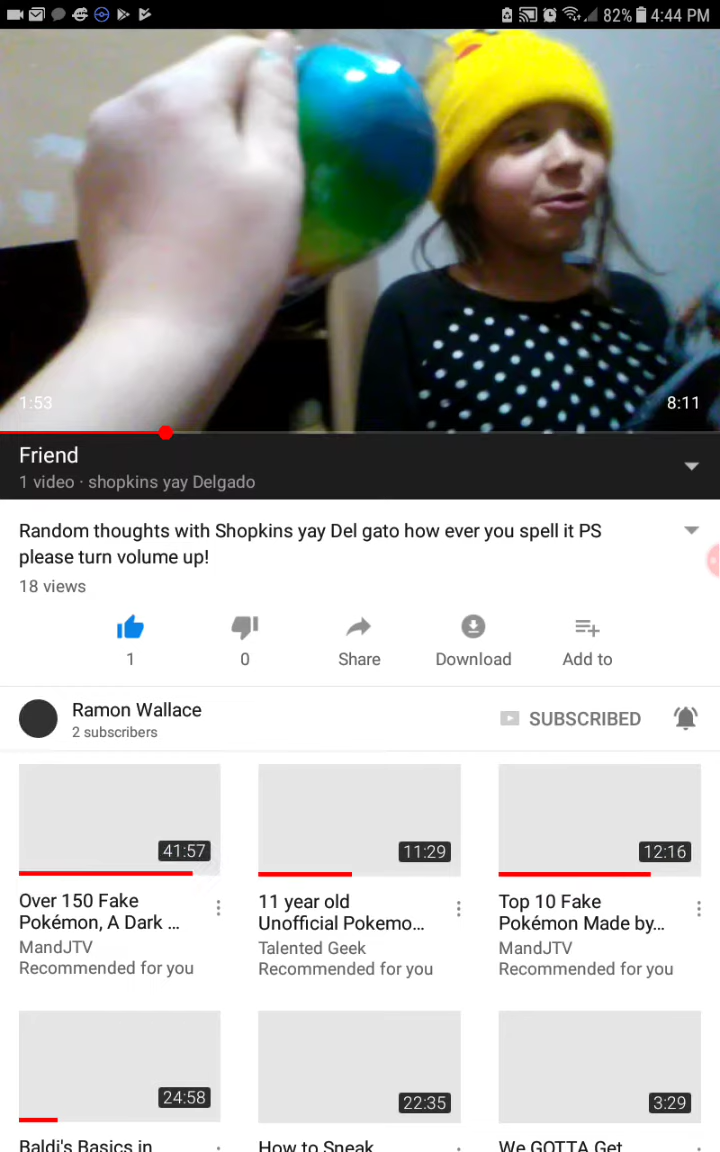 82% 4:44 PM
1:53
8:11
Friend
1 video · shopkins yay Delgado
Random thoughts with Shopkins yay Del gato how ever you spell it PS
please turn volume up!
18 views
1
0
Share
Download
Add to
Ramon Wallace
2 subscribers
SUBSCRIBED
41:57
11:29
12:16
Over 150 Fake
Pokémon, A Dark ...
MandJTV
Recommended for you
11 year old
Unofficial Pokemo...
Talented Geek
Recommended for you
Top 10 Fake
Pokémon Made by...
MandJTV
Recommended for you
24:58
22:35
3:29
Baldi's Basics in
How to Sneak
We GOTTA Get